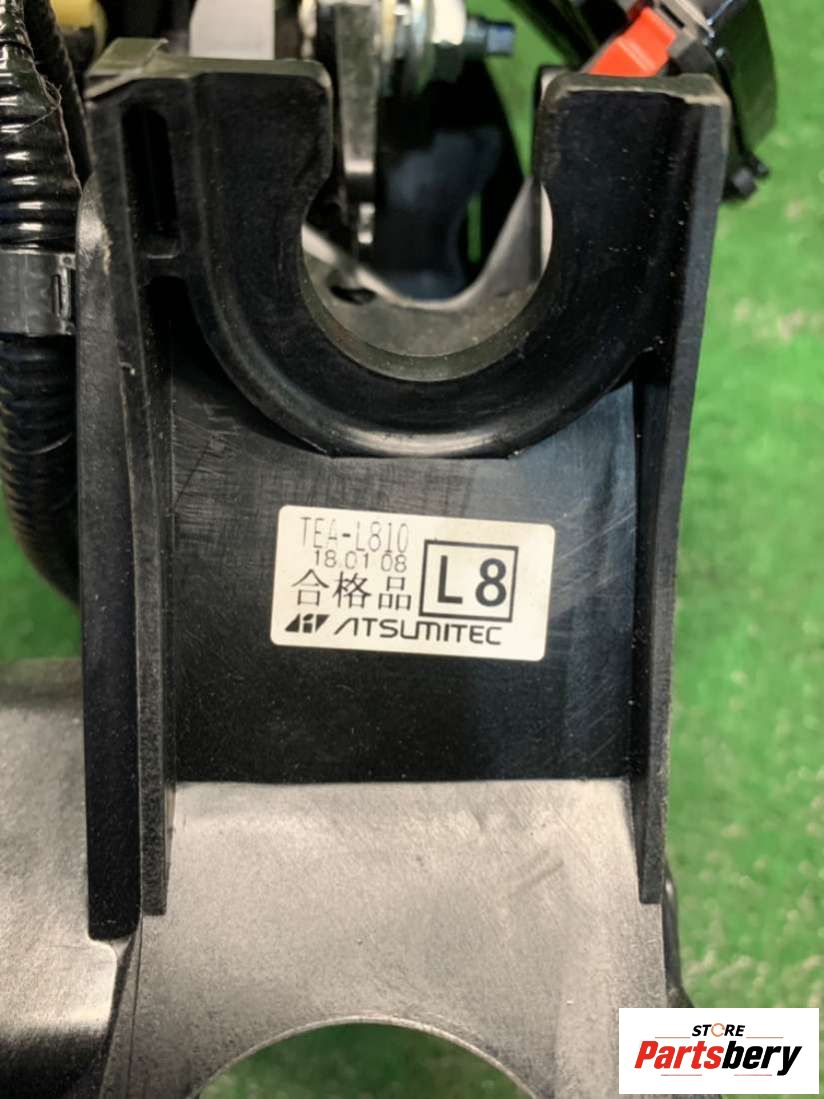 TEA-L810
18.01.08
合格品
L8
ATSUMITEC
STORE
Partsbery